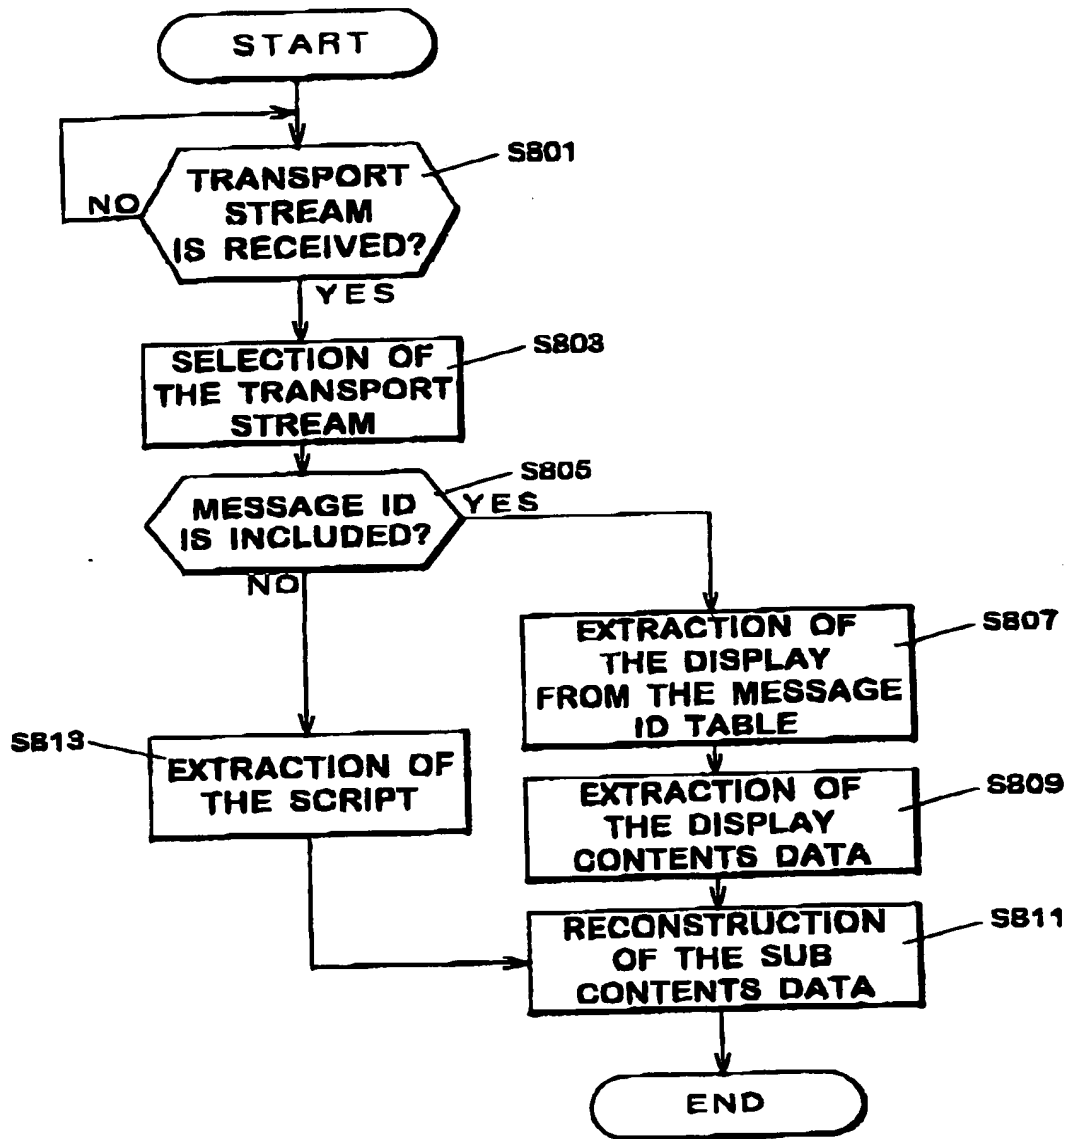 START
S801
TRANSPORT
STREAM
IS RECEIVED?
NO
YES
S803
SELECTION OF
THE TRANSPORT
STREAM
S805
MESSAGE ID
IS INCLUDED?
YES
NO
S807
EXTRACTION OF
THE DISPLAY
FROM THE MESSAGE
ID TABLE
S813
EXTRACTION OF
THE SCRIPT
S809
EXTRACTION OF
THE DISPLAY
CONTENTS DATA
S811
RECONSTRUCTION
OF THE SUB
CONTENTS DATA
END